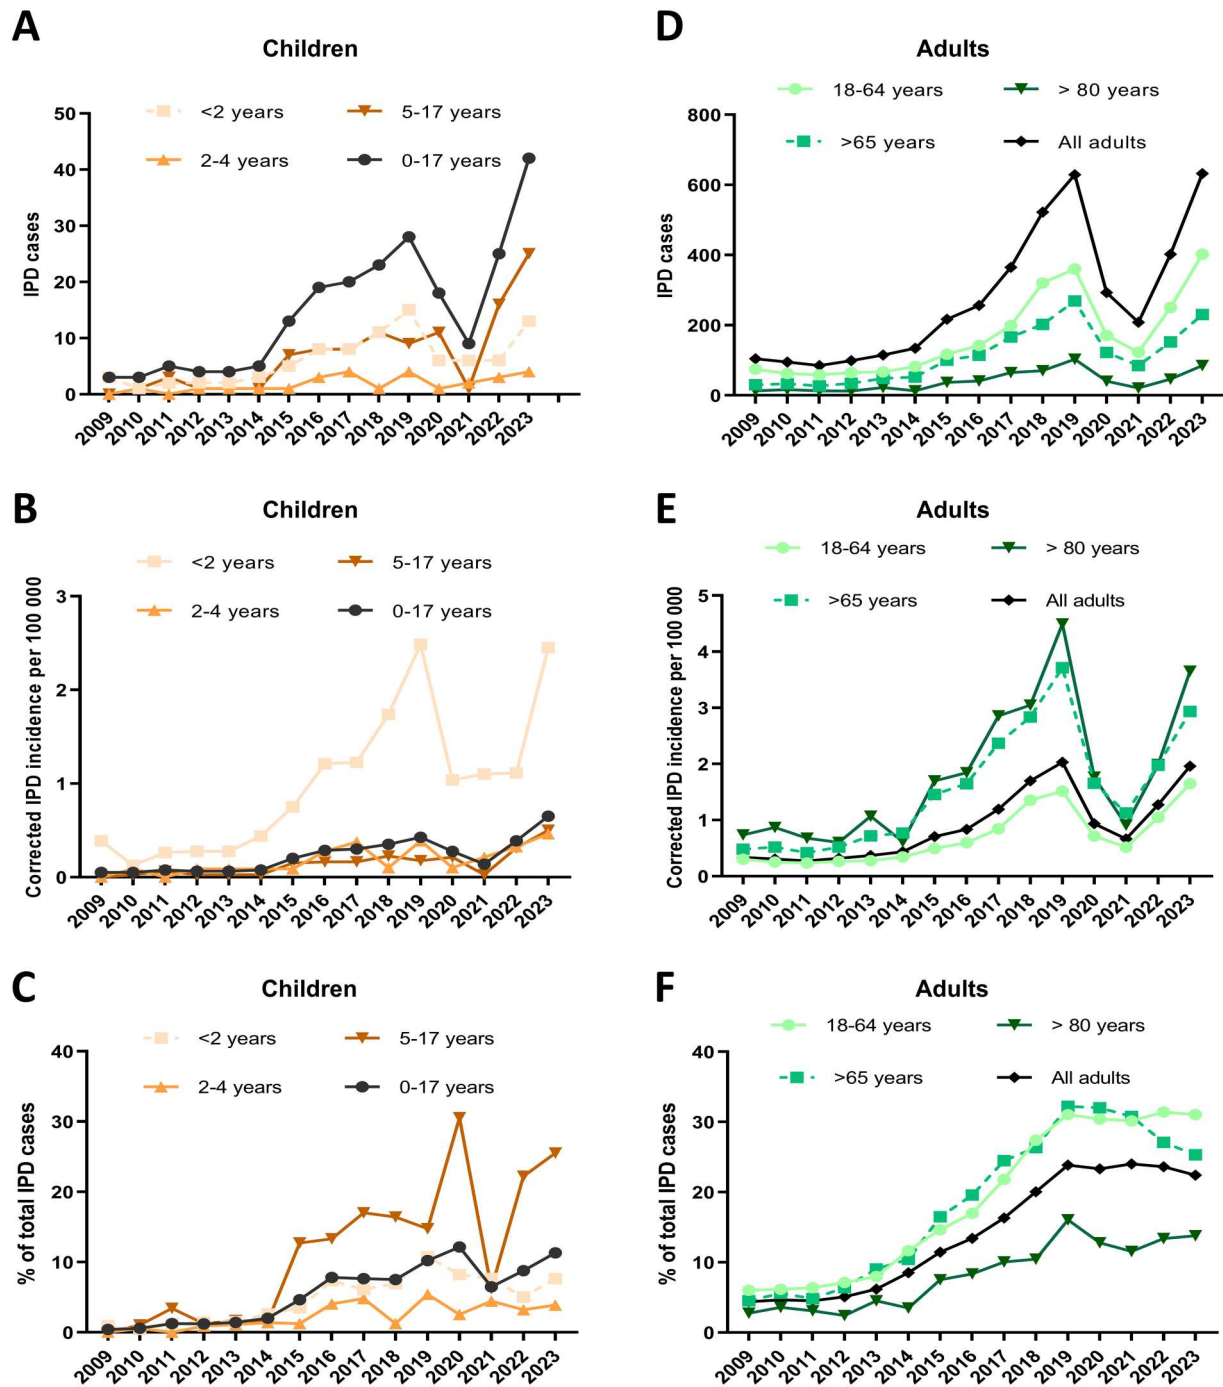 A
Children
<2 years
5-17 years
2-4 years
0-17 years
IPD cases
50
40
30
20
10
0
2009
2010
2011
2012
2013
2014
2015
2016
2017
2018
2019
2020
2021
2022
2023
D
Adults
18-64 years
> 80 years
>65 years
All adults
IPD cases
800
600
400
200
0
2009
2010
2011
2012
2013
2014
2015
2016
2017
2018
2019
2020
2021
2022
2023
B
Children
<2 years
5-17 years
2-4 years
0-17 years
Corrected IPD incidence per 100 000
3
2
1
0
2009
2010
2011
2012
2013
2014
2015
2016
2017
2018
2019
2020
2021
2022
2023
E
Adults
18-64 years
> 80 years
>65 years
All adults
Corrected IPD incidence per 100 000
5
4
3
2
1
0
2009
2010
2011
2012
2013
2014
2015
2016
2017
2018
2019
2020
2021
2022
2023
C
Children
<2 years
5-17 years
2-4 years
0-17 years
% of total IPD cases
40
30
20
10
0
2009
2010
2011
2012
2013
2014
2015
2016
2017
2018
2019
2020
2021
2022
2023
F
Adults
18-64 years
> 80 years
>65 years
All adults
% of total IPD cases
40
30
20
10
0
2009
2010
2011
2012
2013
2014
2015
2016
2017
2018
2019
2020
2021
2022
2023